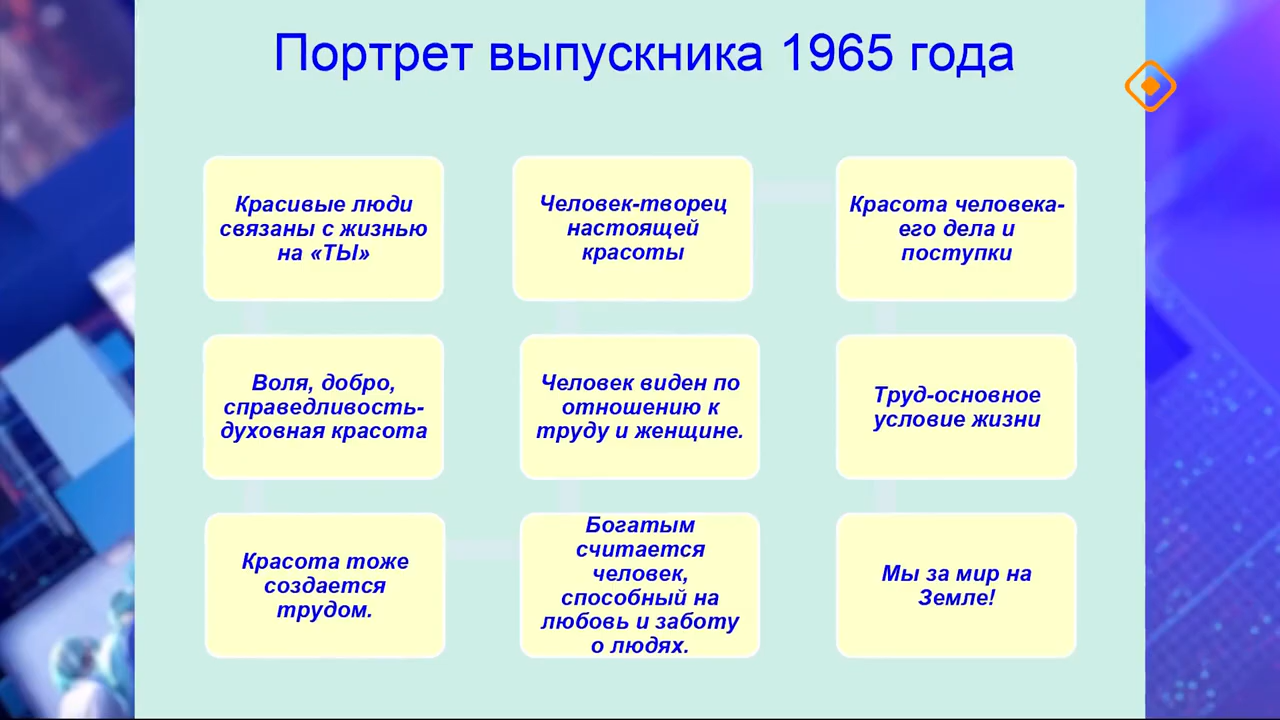 Портрет выпускника 1965 года
Красивые люди
связаны с жизнью
на «ТЫ»
Человек-творец
настоящей
красоты
Красота человека-
его дела и
поступки
Воля, добро,
справедливость-
духовная красота
Человек виден по
отношению к
труду и женщине.
Труд-основное
условие жизни
Красота тоже
создается
трудом.
Богатым
считается
человек,
способный на
любовь и заботу
о людях.
Мы за мир на
Земле!